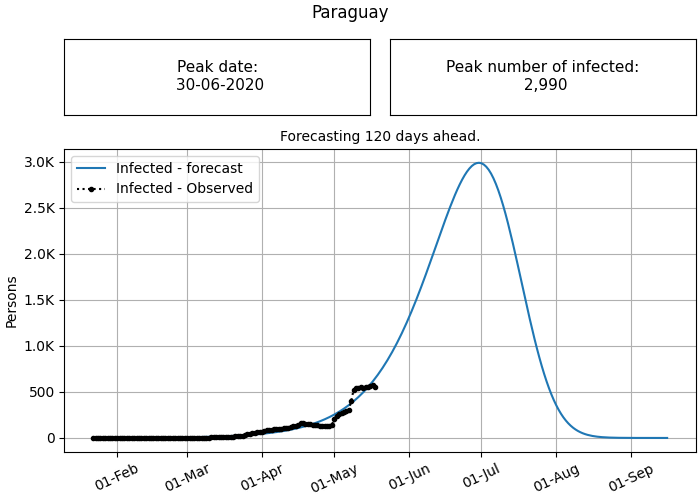 Paraguay
Peak date:
30-06-2020
Peak number of infected:
2,990
Forecasting 120 days ahead.
Infected - forecast
Infected - Observed
3.0K
2.5K
2.0K
1.5K
1.0K
500
0
Persons
01-Feb
01-Mar
01-Apr
01-May
01-Jun
01-Jul
01-Aug
01-Sep